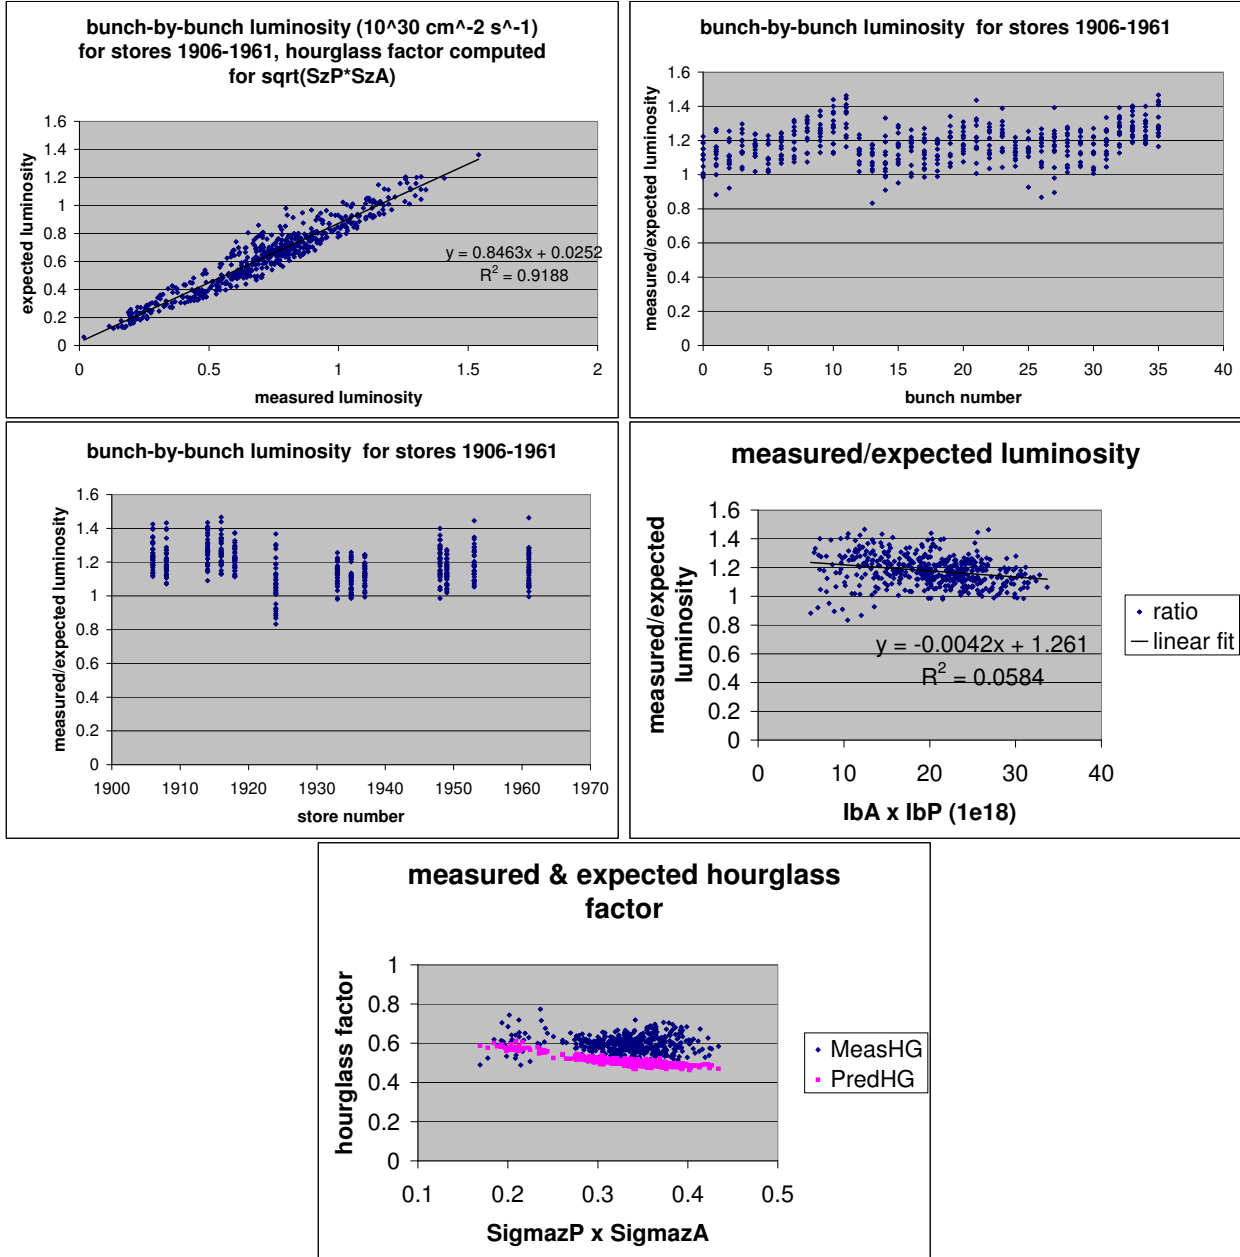 bunch-by-bunch luminosity (10^30 cm^-2 s^-1)
for stores 1906-1961, hourglass factor computed
for sqrt(SzP*SzA)
expected luminosity
1.6
1.4
1.2
1
0.8
0.6
0.4
0.2
0
y = 0.8463x + 0.0252
R² = 0.9188
0 0.5 1 1.5 2
measured luminosity
bunch-by-bunch luminosity for stores 1906-1961
measured/expected luminosity
1.6
1.4
1.2
1
0.8
0.6
0.4
0.2
0
0 5 10 15 20 25 30 35 40
bunch number
bunch-by-bunch luminosity for stores 1906-1961
measured/expected luminosity
1.6
1.4
1.2
1
0.8
0.6
0.4
0.2
0
1900 1910 1920 1930 1940 1950 1960 1970
store number
measured/expected luminosity
measured/expected
luminosity
1.6
1.4
1.2
1
0.8
0.6
0.4
0.2
0
y = -0.0042x + 1.261
R² = 0.0584
0 10 20 30 40
IbA x IbP (1e18)
ratio
linear fit
measured & expected hourglass
factor
hourglass factor
1
0.8
0.6
0.4
0.2
0
0.1 0.2 0.3 0.4 0.5
SigmazP x SigmazA
MeasHG
PredHG